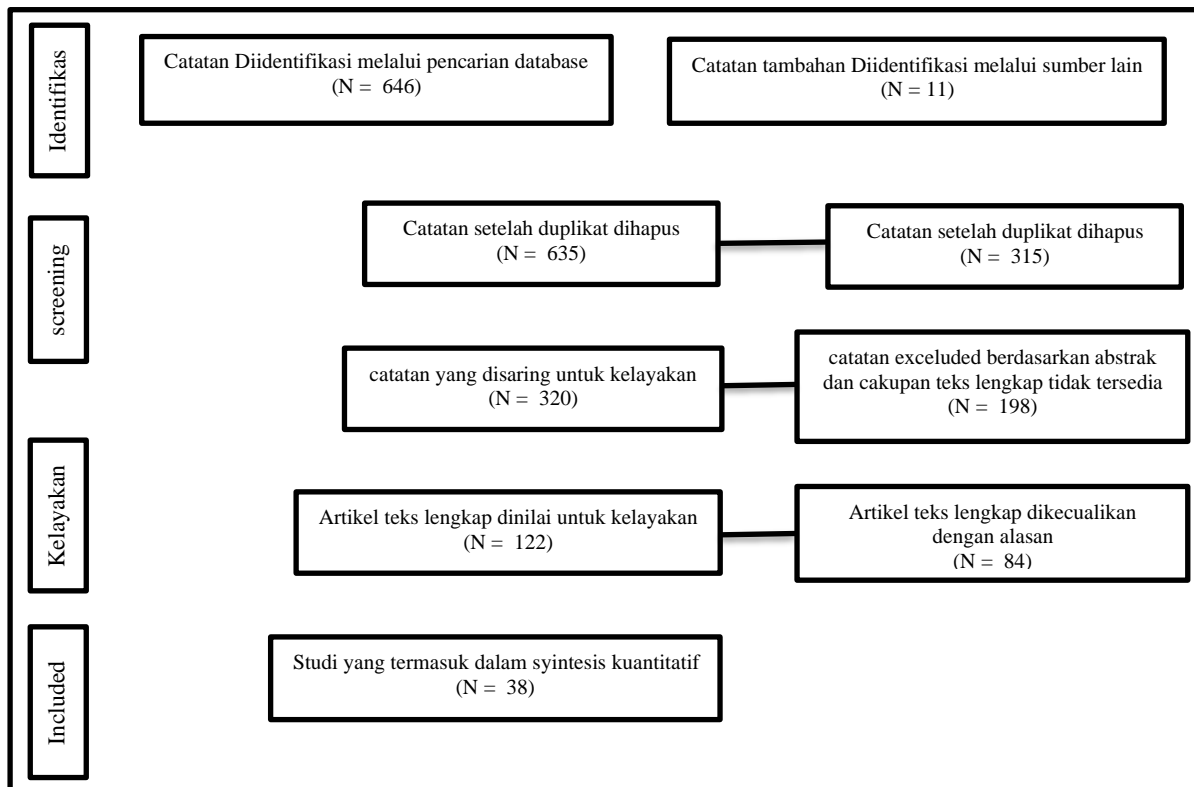 Identifikas
Catatan Diidentifikasi melalui pencarian database
(N = 646)
Catatan tambahan Diidentifikasi melalui sumber lain
(N = 11)
screening
Catatan setelah duplikat dihapus
(N = 635)
Catatan setelah duplikat dihapus
(N = 315)
catatan yang disaring untuk kelayakan
(N = 320)
catatan exceluded berdasarkan abstrak
dan cakupan teks lengkap tidak tersedia
(N = 198)
Kelayakan
Artikel teks lengkap dinilai untuk kelayakan
(N = 122)
Artikel teks lengkap dikecualikan
dengan alasan
(N = 84)
Included
Studi yang termasuk dalam syintesis kuantitatif
(N = 38)